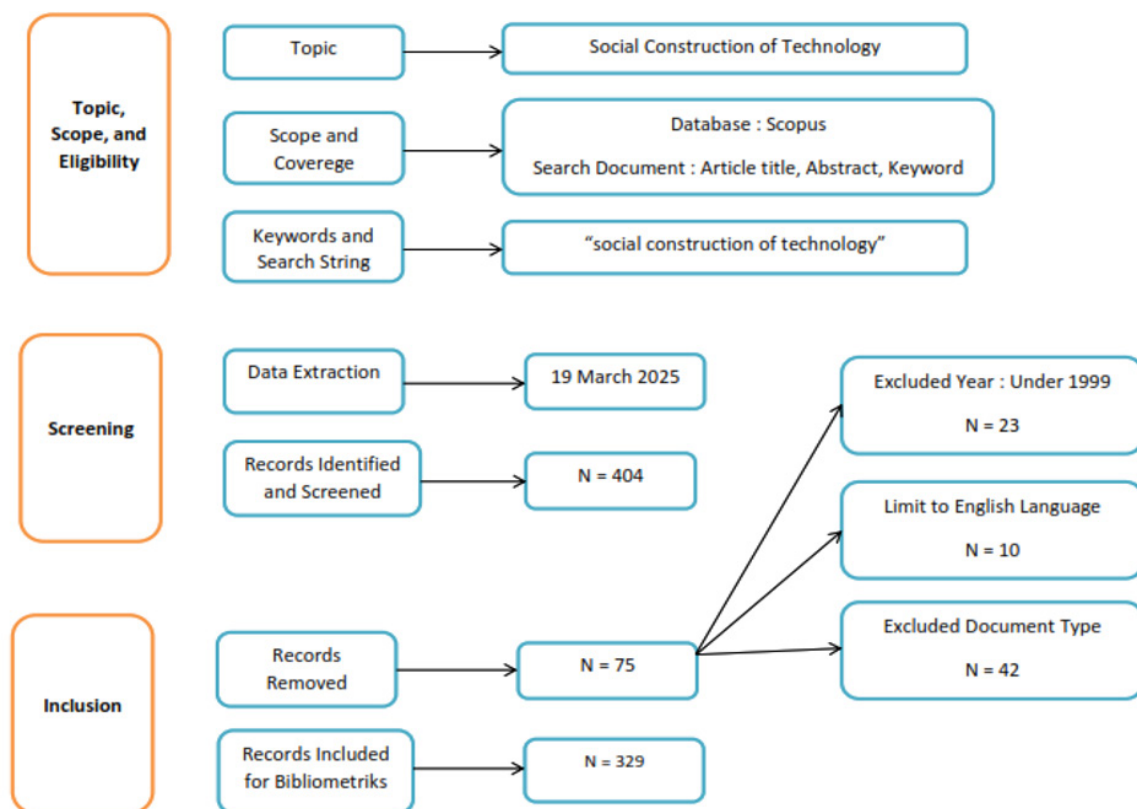 Topic,
Scope, and
Eligibility
Topic
Social Construction of Technology
Scope and
Coverege
Database : Scopus
Search Document : Article title, Abstract, Keyword
Keywords and
Search String
“social construction of technology”
Screening
Data Extraction
19 March 2025
Records Identified
and Screened
N = 404
Excluded Year : Under 1999
N = 23
Limit to English Language
N = 10
Excluded Document Type
N = 42
Inclusion
Records
Removed
N = 75
Records Included
for Bibliometriks
N = 329